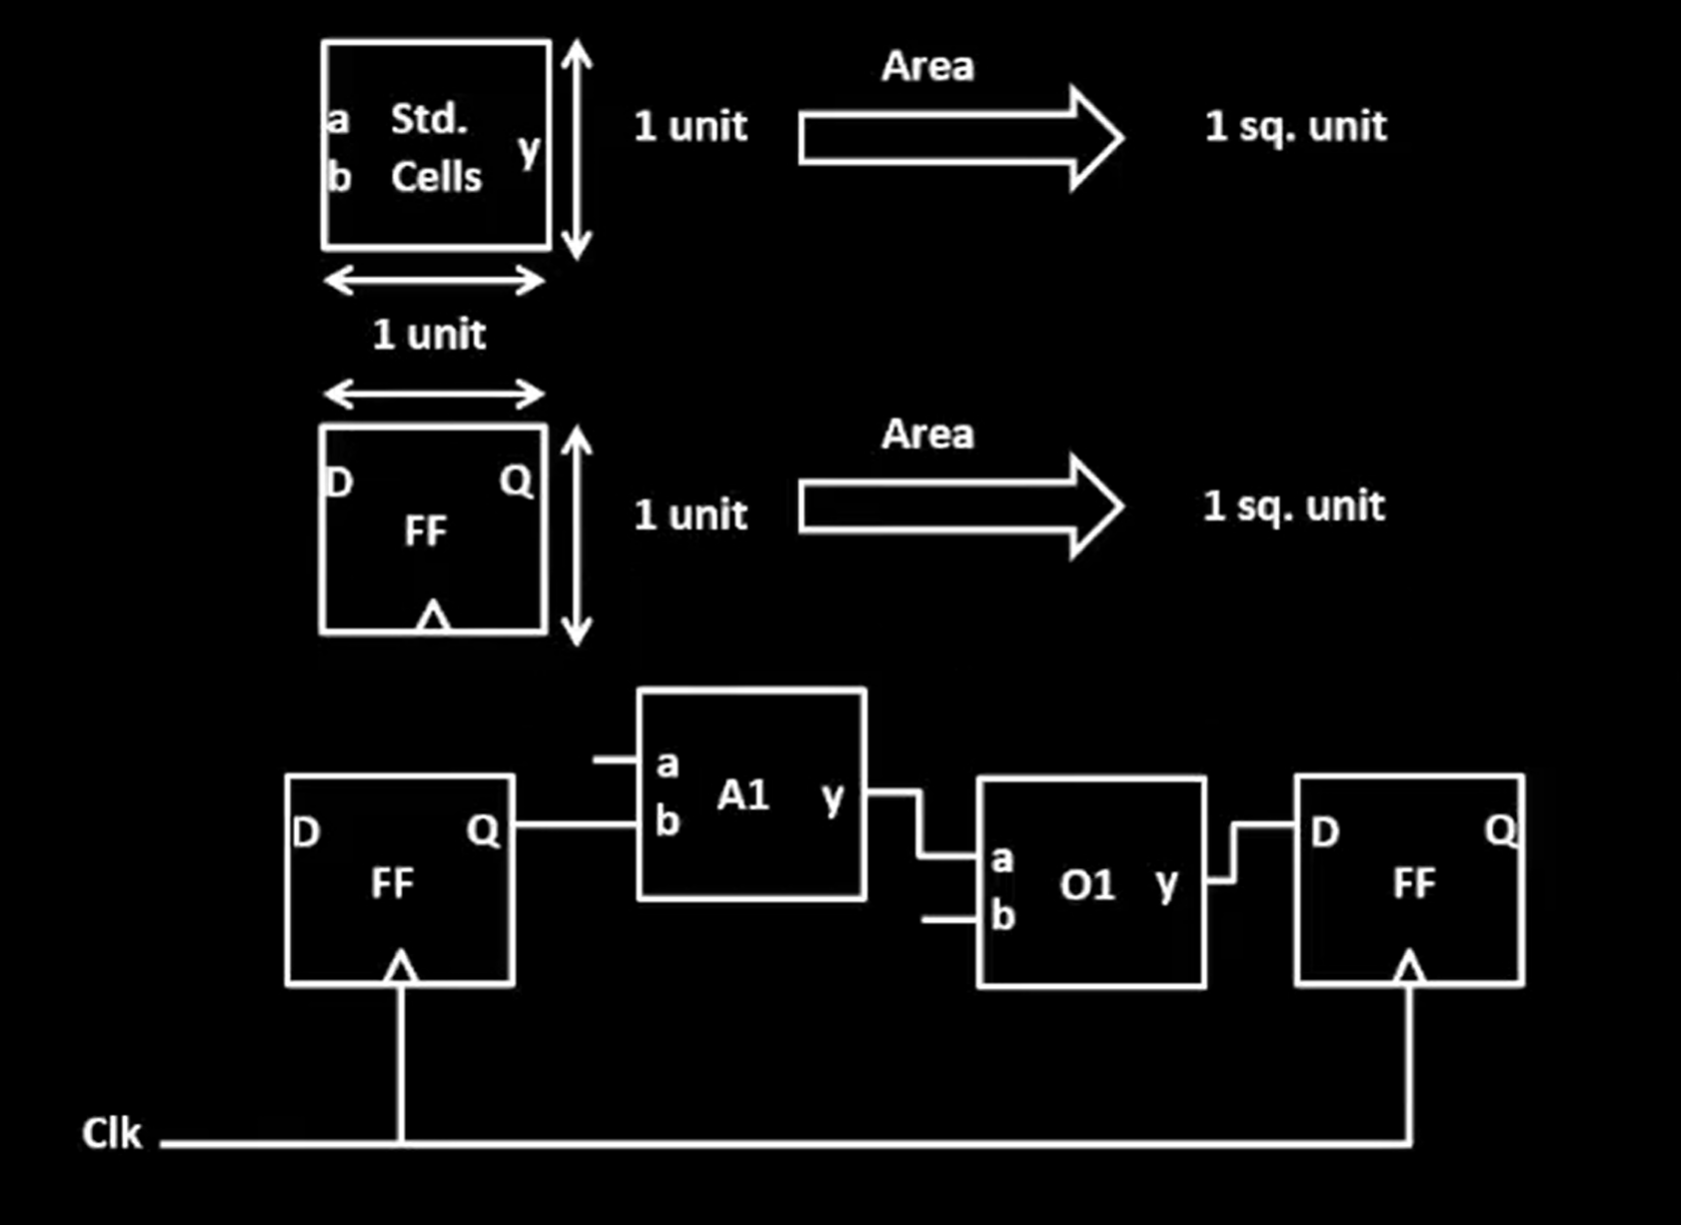 Area
a Std. y
b Cells
1 unit
1 sq. unit
1 unit
Area
D Q
FF
1 unit
1 sq. unit
a
b
A1 y
D Q
FF
a
b
O1 y
D Q
FF
Clk